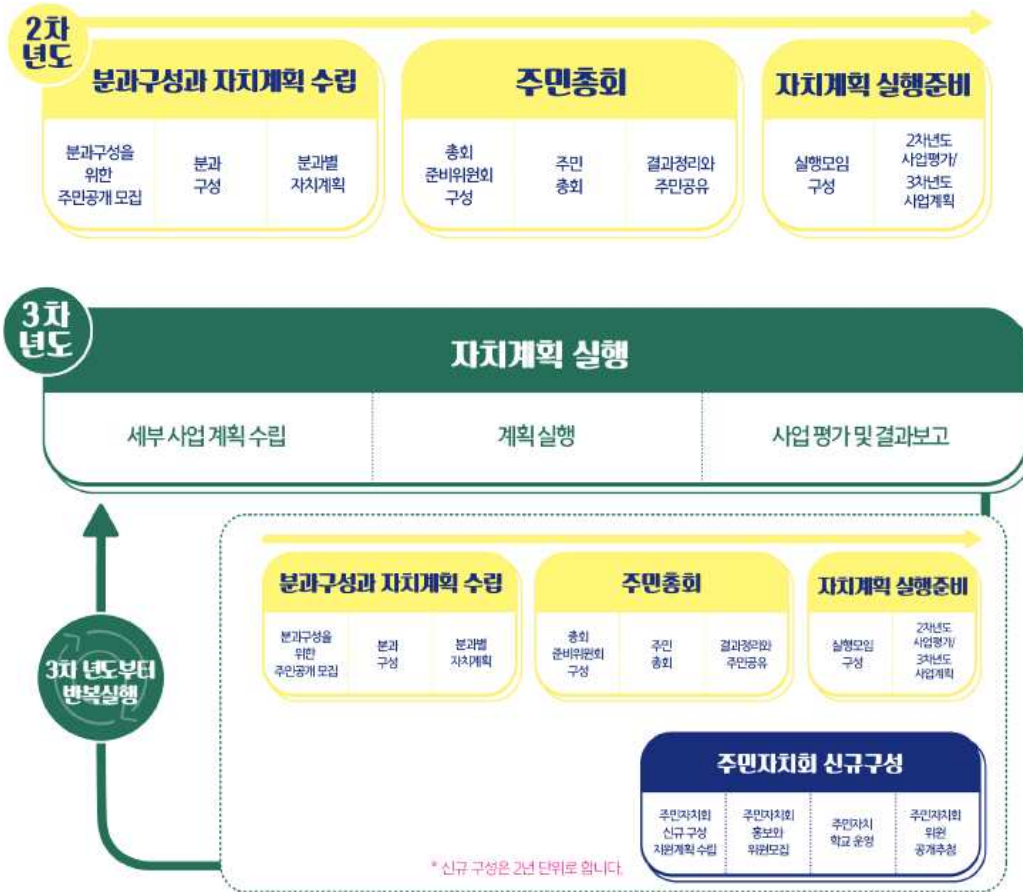 2차
년도
분과구성과 자치계획 수립
분과구성을
위한
주민공개 모집
분과
구성
분과별
자치계획
주민총회
총회
준비위원회
구성
주민
총회
결과정리와
주민공유
자치계획 실행준비
실행모임
구성
2차년도
사업평가/
3차년도
사업계획
3차
년도
자치계획 실행
세부 사업 계획 수립
계획 실행
사업 평가 및 결과보고
3차 년도부터
반복실행
분과구성과 자치계획 수립
분과구성을
위한
주민공개 모집
분과
구성
분과별
자치계획
주민총회
총회
준비위원회
구성
주민
총회
결과정리와
주민공유
자치계획 실행준비
실행모임
구성
2차년도
사업평가/
3차년도
사업계획
주민자치회 신규구성
주민자치회
신규 구성
지원계획 수립
주민자치회
홍보와
위원모집
주민자치
학교 운영
주민자치회
위원
공개추첨
* 신규 구성은 2년 단위로 합니다.